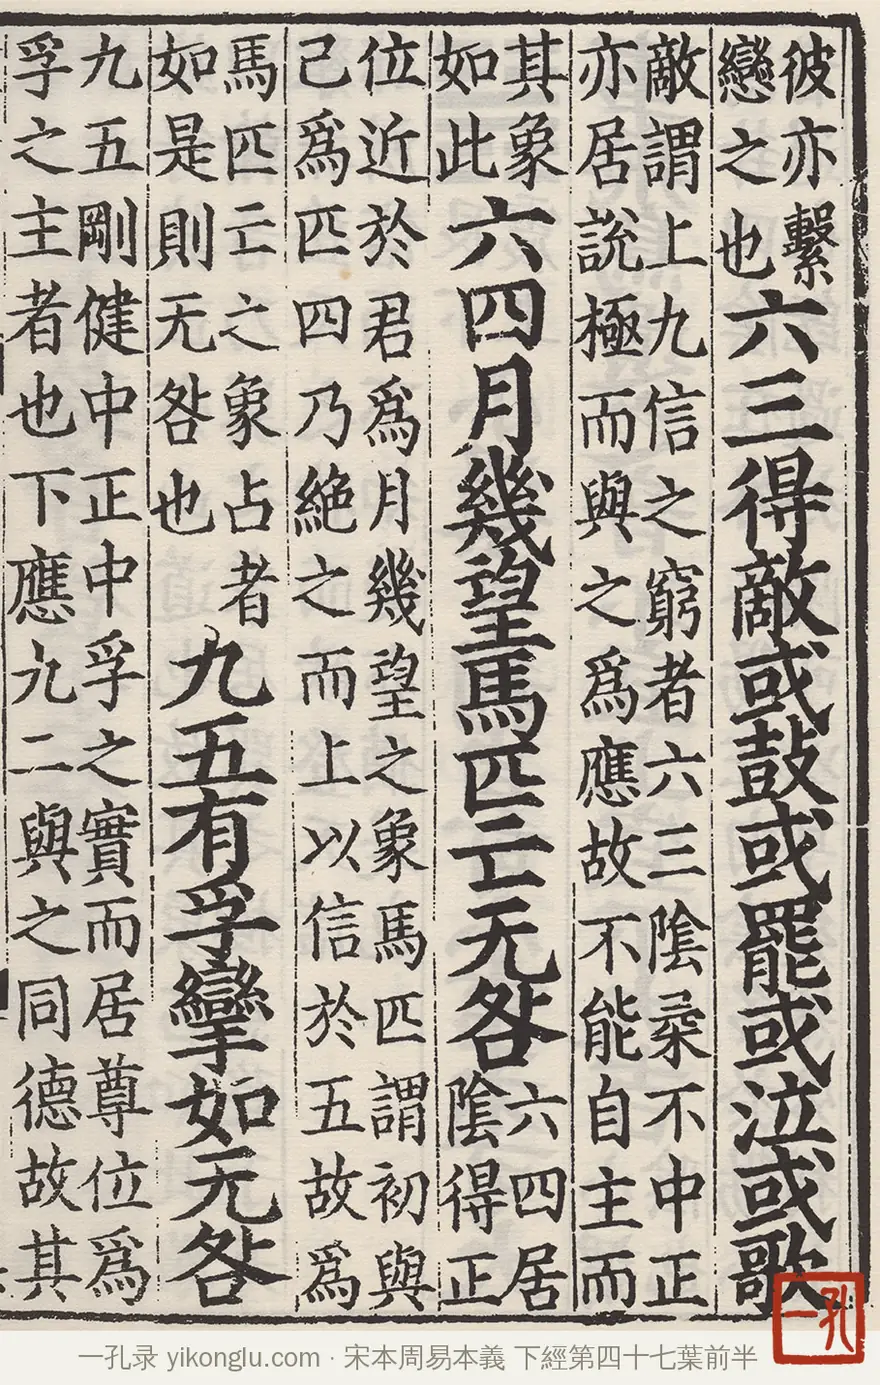 彼亦繫
戀之也
六三得敵或鼓或罷或泣或歌
敵謂上九信之窮者六三陰柔不中正
亦居說極而與之爲應故不能自主而
其象
如此
六四月幾望馬匹亡无咎
六四居
陰得正
位近於君爲月幾望之象馬匹謂初與
己爲匹四乃絶之而上以信於五故爲
馬匹亡之象占者
如是則无咎也
九五有孚攣如无咎
九五剛健中正中孚之實而居尊位爲
孚之主者也下應九二與之同德故其
一孔
一孔录 yikonglu.com · 宋本周易本義 下經第四十七葉前半